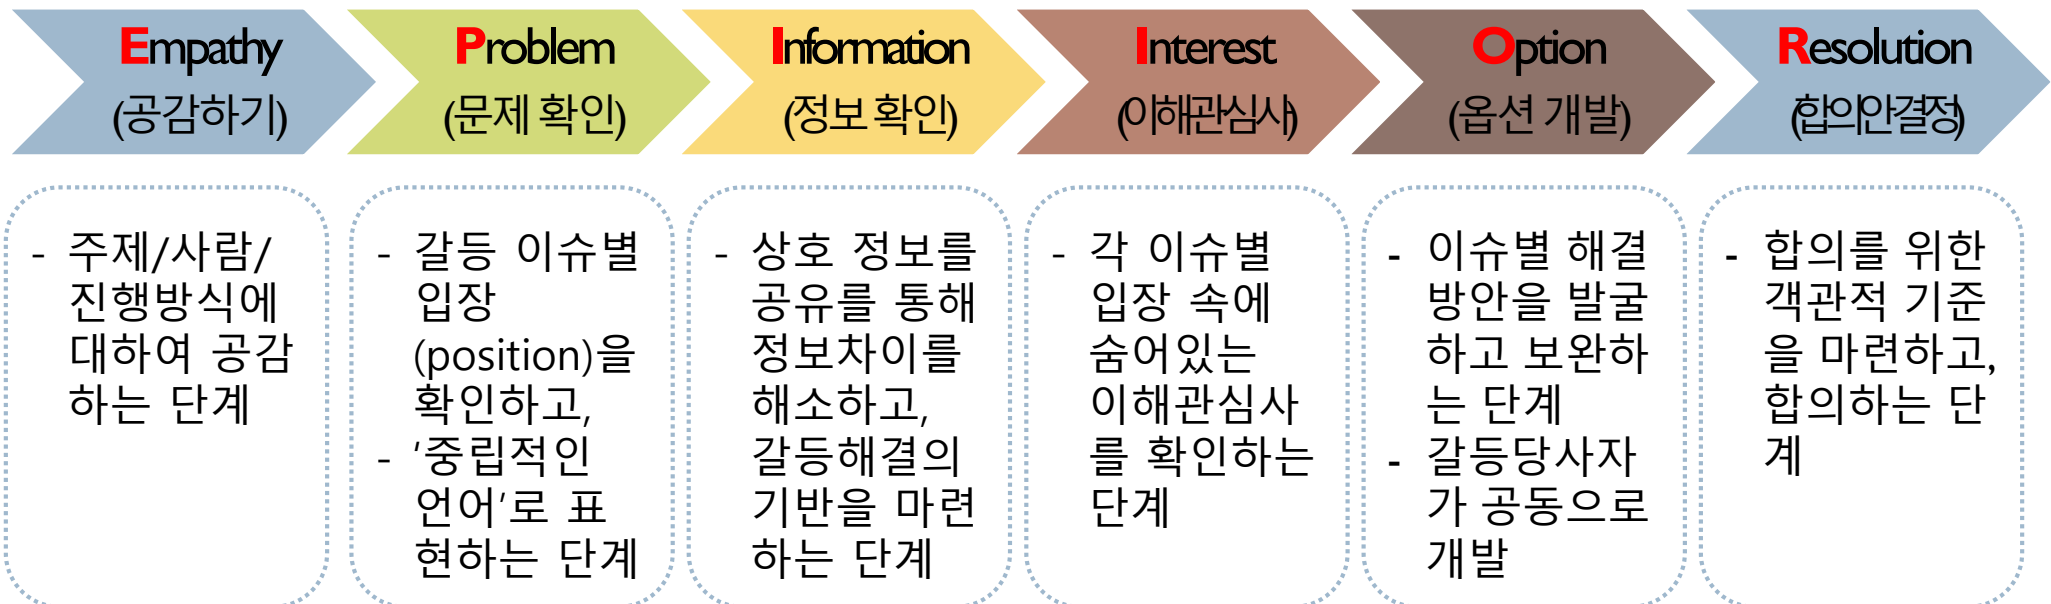 Empathy
(공감하기)
Problem
(문제 확인)
Information
(정보 확인)
Interest
(이해관심사)
Option
(옵션 개발)
Resolution
(합의안결정)
- 주제/사람/
진행방식에
대하여 공감
하는 단계
- 갈등 이슈별
입장
(position)을
확인하고,
- '중립적인
언어'로 표
현하는 단계
- 상호 정보를
공유를 통해
정보차이를
해소하고,
갈등해결의
기반을 마련
하는 단계
- 각 이슈별
입장 속에
숨어있는
이해관심사
를 확인하는
단계
- 이슈별 해결
방안을 발굴
하고 보완하
는 단계
- 갈등당사자
가 공동으로
개발
- 합의를 위한
객관적 기준
을 마련하고,
합의하는 단
계